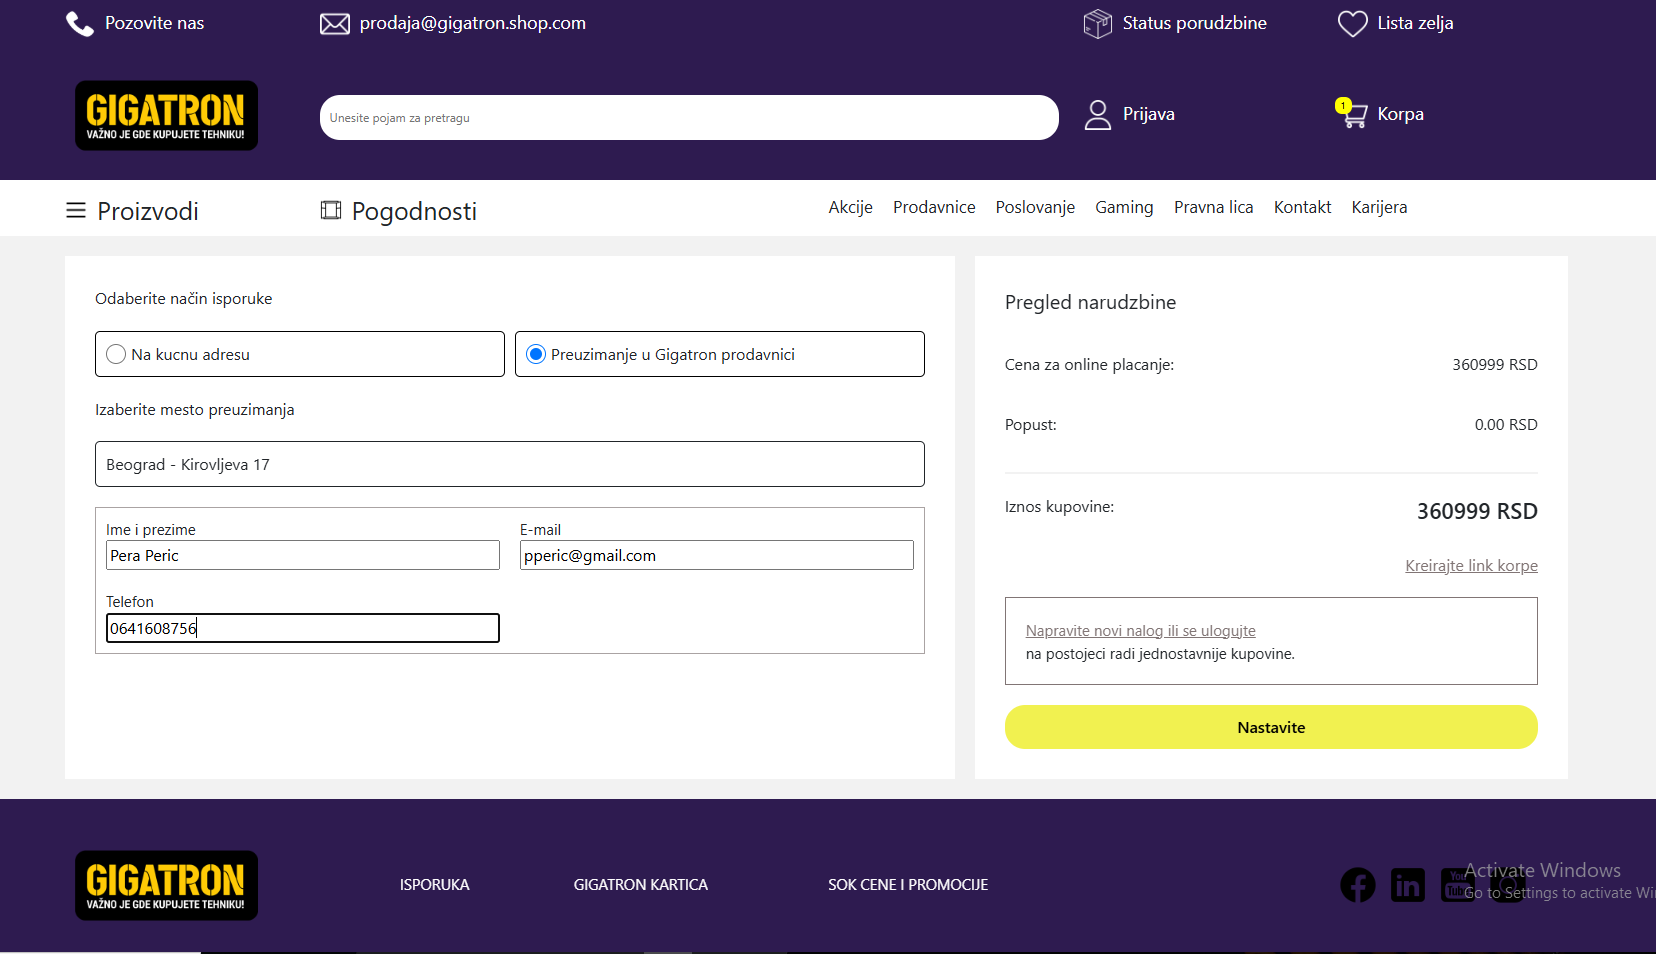 Pozovite nas
prodaja@gigatron.shop.com
Status porudzbine
Lista zelja
GIGATRON
VAŽNO JE GDE KUPUJETE TEHNIKU!
Unesite pojam za pretragu
Prijava
1
Korpa
Proizvodi
Pogodnosti
Akcije
Prodavnice
Poslovanje
Gaming
Pravna lica
Kontakt
Karijera
Odaberite način isporuke
Na kucnu adresu
Preuzimanje u Gigatron prodavnici
Izaberite mesto preuzimanja
Beograd - Kirovljeva 17
Ime i prezime
Pera Peric
E-mail
pperic@gmail.com
Telefon
0641608756
Pregled narudzbine
Cena za online placanje:
360999 RSD
Popust:
0.00 RSD
Iznos kupovine:
360999 RSD
Kreirajte link korpe
Napravite novi nalog ili se ulogujte
na postojeci radi jednostavnije kupovine.
Nastavite
GIGATRON
VAŽNO JE GDE KUPUJETE TEHNIKU!
ISPORUKA
GIGATRON KARTICA
SOK CENE I PROMOCIJE
in
You
Tube
Activate Windows
Go to Settings to activate Wi